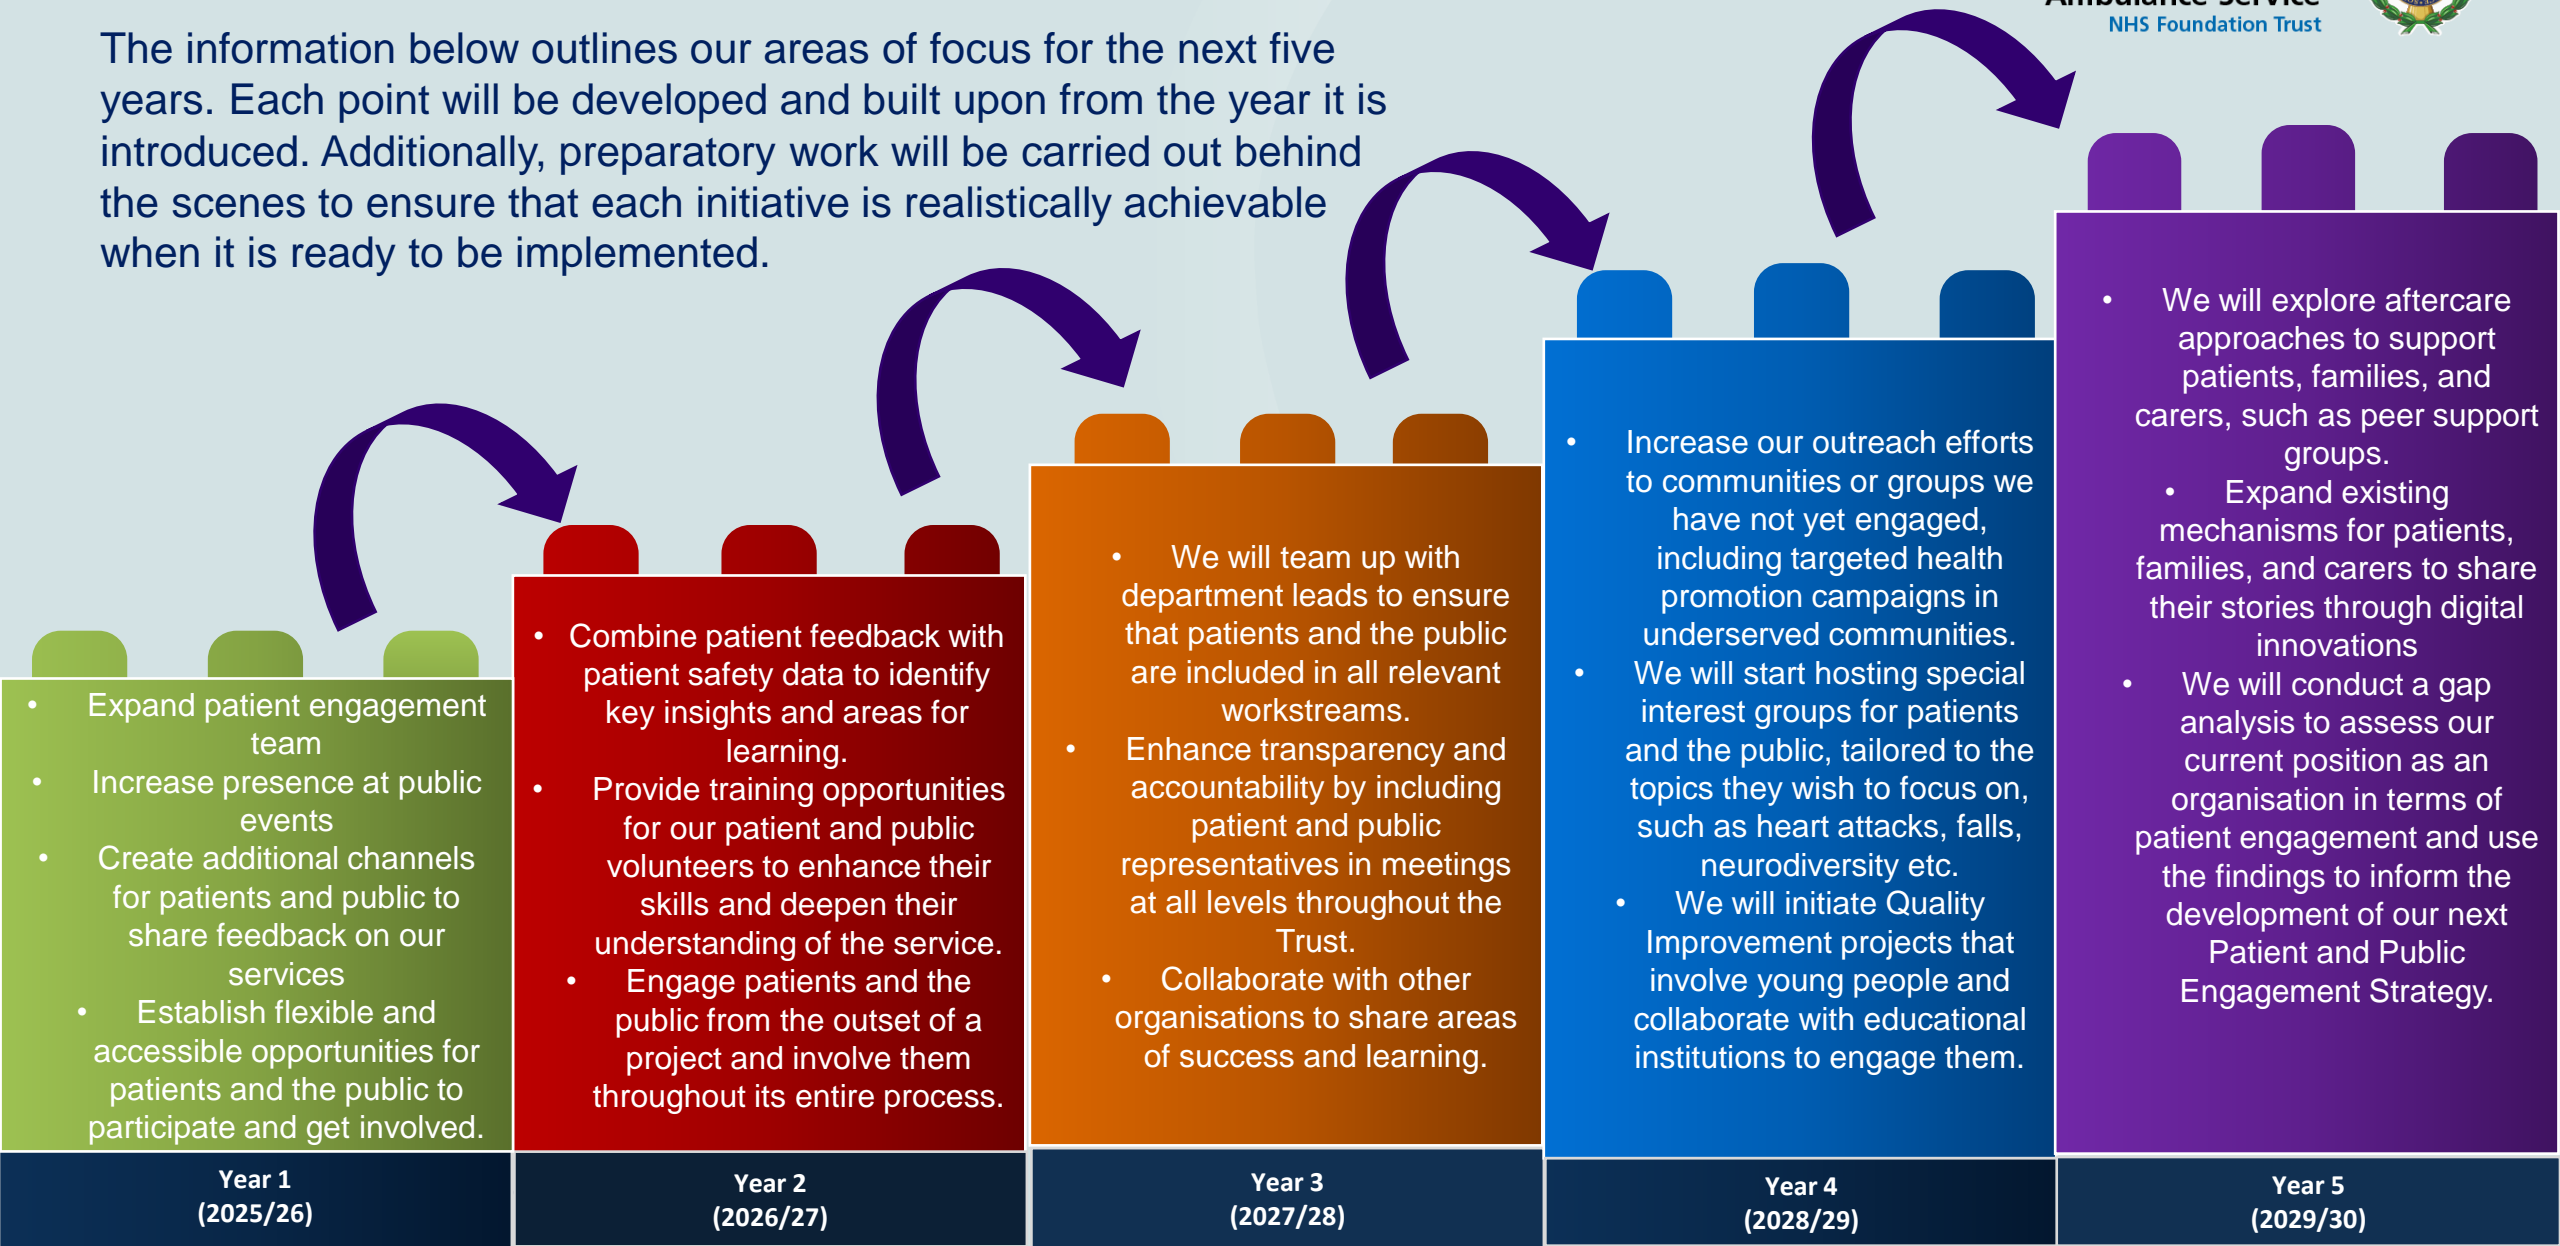 Ambulance Service
NHS Foundation Trust
The information below outlines our areas of focus for the next five
years. Each point will be developed and built upon from the year it is
introduced. Additionally, preparatory work will be carried out behind
the scenes to ensure that each initiative is realistically achievable
when it is ready to be implemented.
• Expand patient engagement
team
• Increase presence at public
events
• Create additional channels
for patients and public to
share feedback on our
services
• Establish flexible and
accessible opportunities for
patients and the public to
participate and get involved.
Year 1
(2025/26)
• Combine patient feedback with
patient safety data to identify
key insights and areas for
learning.
• Provide training opportunities
for our patient and public
volunteers to enhance their
skills and deepen their
understanding of the service.
• Engage patients and the
public from the outset of a
project and involve them
throughout its entire process.
Year 2
(2026/27)
• We will team up with
department leads to ensure
that patients and the public
are included in all relevant
workstreams.
• Enhance transparency and
accountability by including
patient and public
representatives in meetings
at all levels throughout the
Trust.
• Collaborate with other
organisations to share areas
of success and learning.
Year 3
(2027/28)
• Increase our outreach efforts
to communities or groups we
have not yet engaged,
including targeted health
promotion campaigns in
underserved communities.
• We will start hosting special
interest groups for patients
and the public, tailored to the
topics they wish to focus on,
such as heart attacks, falls,
neurodiversity etc.
• We will initiate Quality
Improvement projects that
involve young people and
collaborate with educational
institutions to engage them.
Year 4
(2028/29)
• We will explore aftercare
approaches to support
patients, families, and
carers, such as peer support
groups.
• Expand existing
mechanisms for patients,
families, and carers to share
their stories through digital
innovations
• We will conduct a gap
analysis to assess our
current position as an
organisation in terms of
patient engagement and use
the findings to inform the
development of our next
Patient and Public
Engagement Strategy.
Year 5
(2029/30)